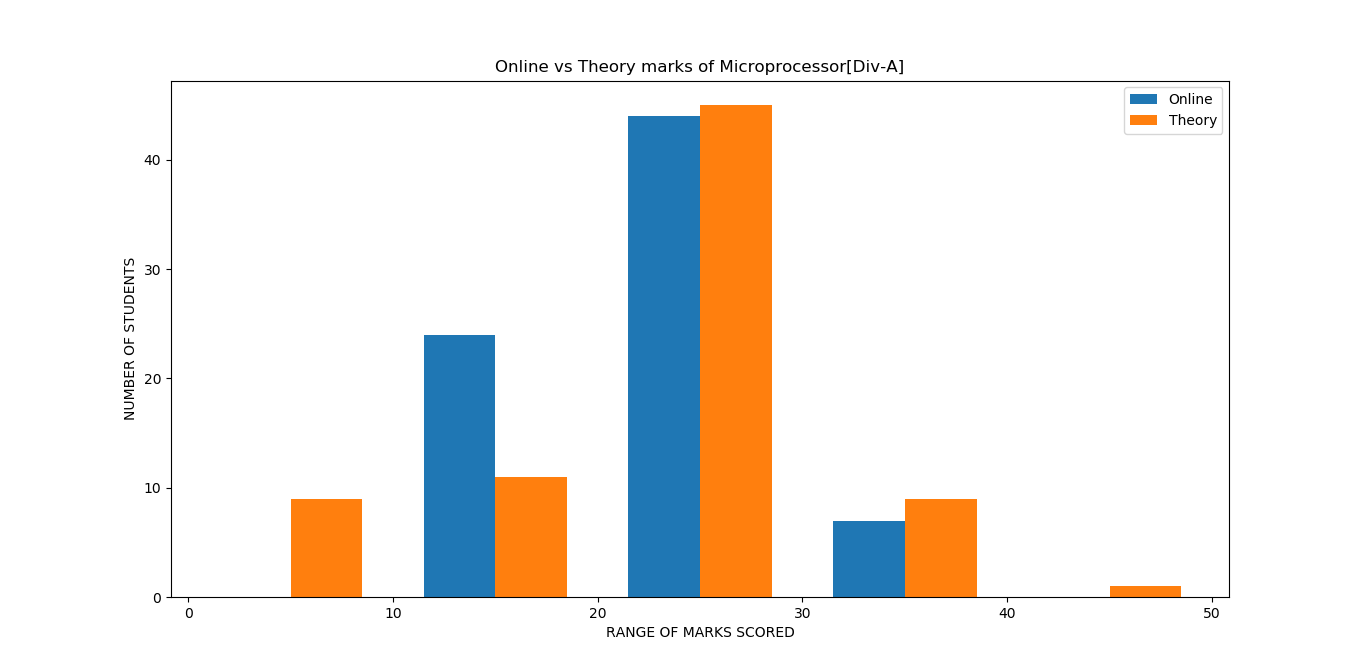 Online vs Theory marks of Microprocessor[Div-A]
Online
Theory
NUMBER OF STUDENTS
40
30
20
10
0
0 10 20 30 40 50
RANGE OF MARKS SCORED